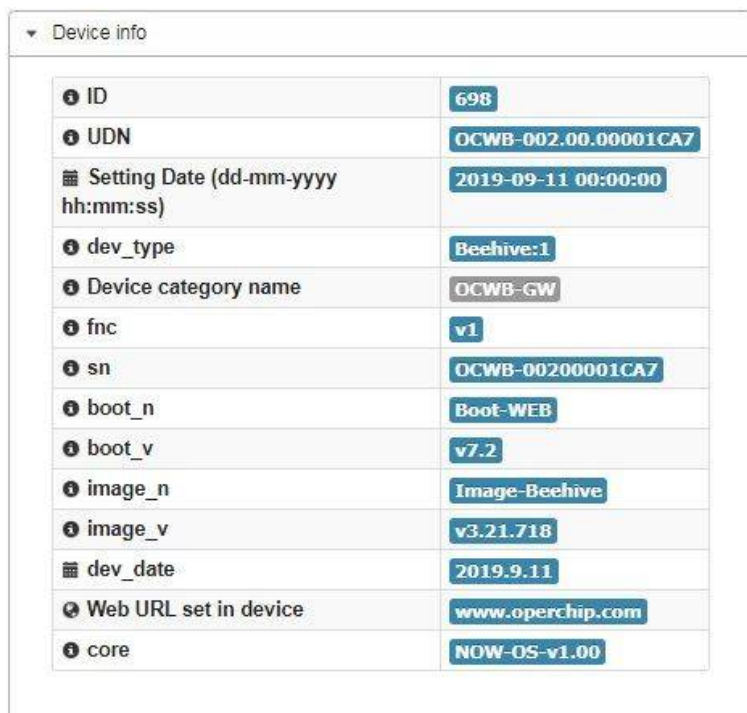 Device info
ID 698
UDN OCWB-002.00.00001CA7
Setting Date (dd-mm-yyyy 2019-09-11 00:00:00
hh:mm:ss)
dev_type Beehive:1
Device category name OCWB-GW
fnc v1
sn OCWB-00200001CA7
boot_n Boot-WEB
boot_v v7.2
image_n Image-Beehive
image_v v3.21.718
dev_date 2019.9.11
Web URL set in device www.operchip.com
core NOW-OS-v1.00